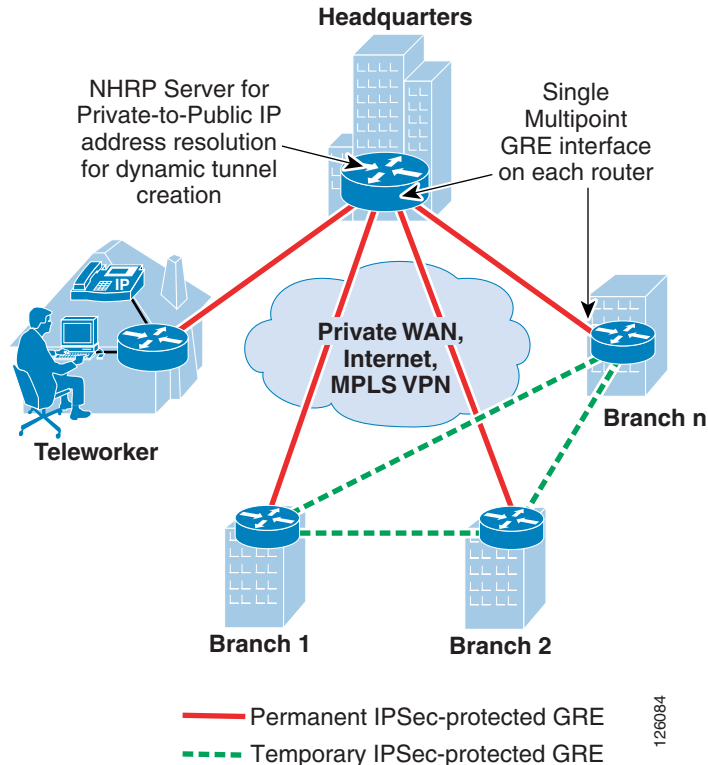 Headquarters
NHRP Server for
Private-to-Public IP
address resolution
for dynamic tunnel
creation
Single
Multipoint
GRE interface
on each router
IP
Private WAN,
Internet,
MPLS VPN
Teleworker
Branch n
Branch 1
Branch 2
Permanent IPSec-protected GRE
Temporary IPSec-protected GRE
126084